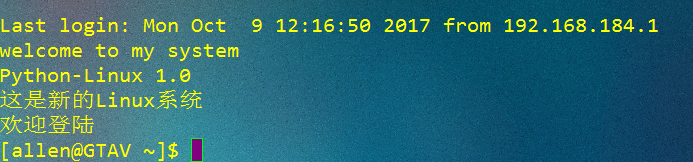 Last login: Mon Oct  9 12:16:50 2017 from 192.168.184.1
welcome to my system
Python-Linux 1.0
这是新的Linux系统
欢迎登陆
[allen@GTAV ~]$